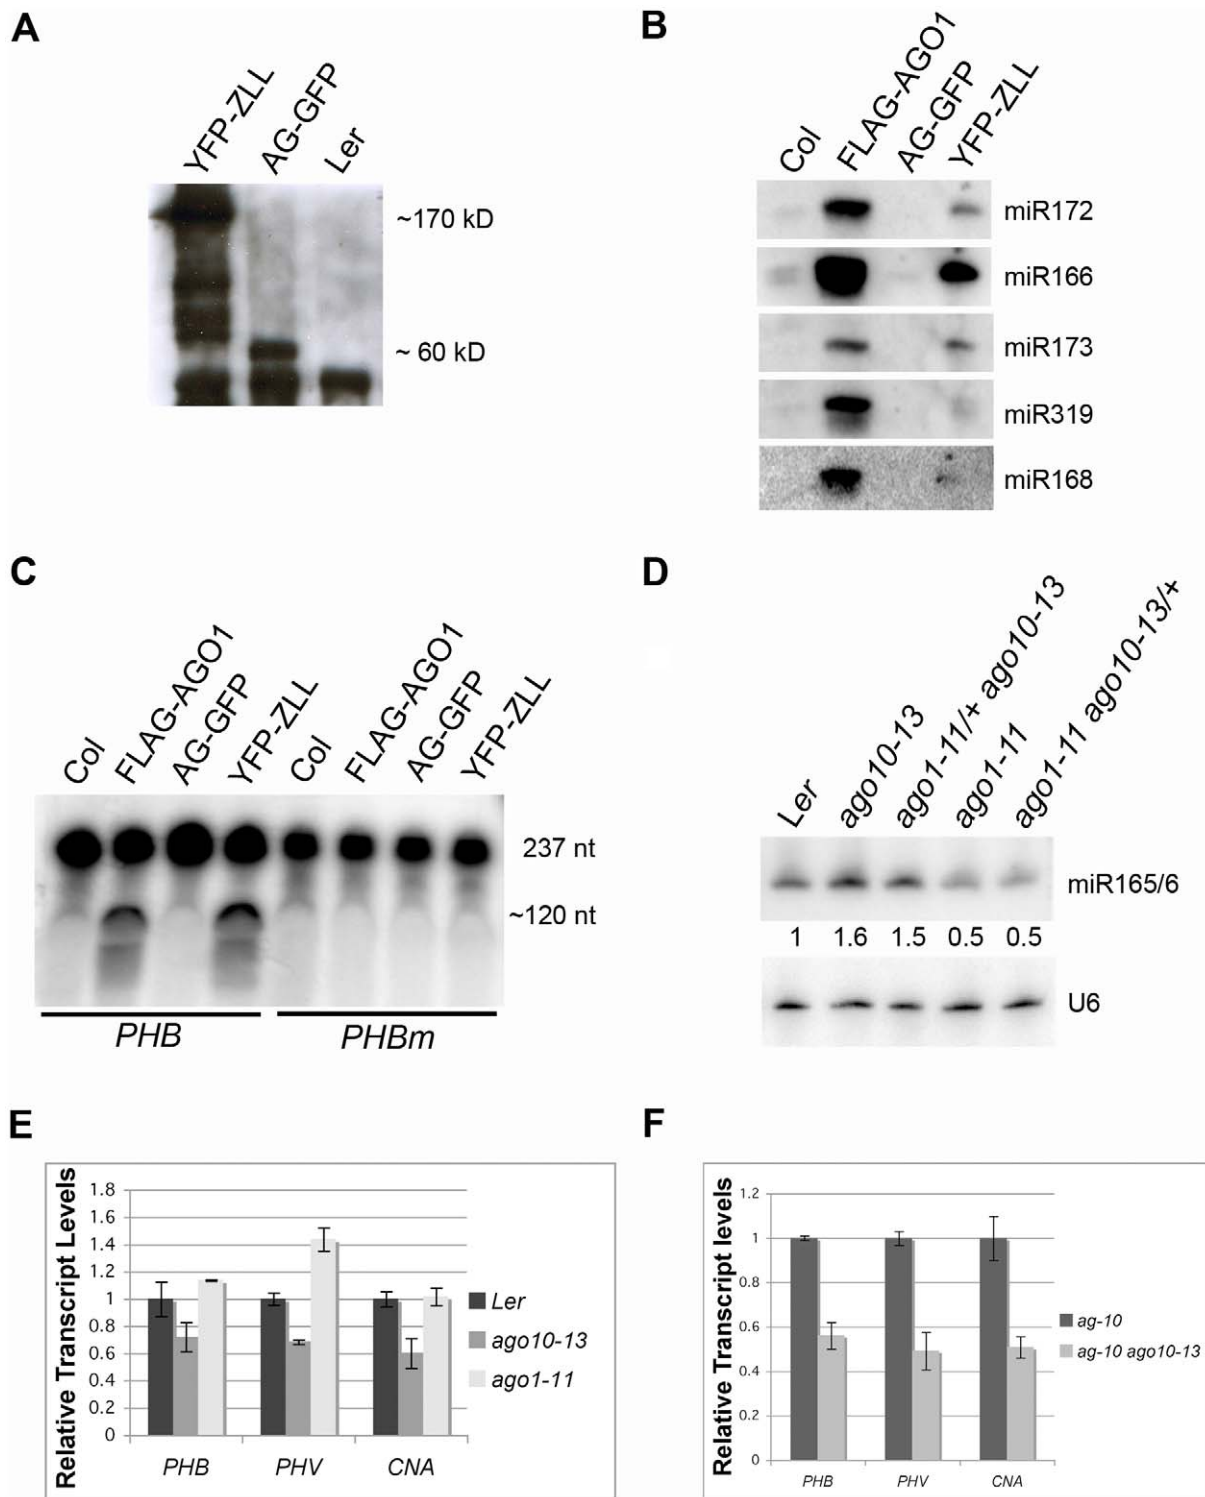 A
YFP-ZLL
AG-GFP
Ler
~170 kD
~ 60 kD
B
Col
FLAG-AGO1
AG-GFP
YFP-ZLL
miR172
miR166
miR173
miR319
miR168
C
Col
FLAG-AGO1
AG-GFP
YFP-ZLL
Col
FLAG-AGO1
AG-GFP
YFP-ZLL
237 nt
~120 nt
PHB
PHBm
D
Ler
ago10-13
ago1-11/+ ago10-13
ago1-11
ago1-11 ago10-13/+
miR165/6
1 1.6 1.5 0.5 0.5
U6
E
Relative Transcript Levels
1.8
1.6
1.4
1.2
1
0.8
0.6
0.4
0.2
0
PHB PHV CNA
Ler
ago10-13
ago1-11
F
Relative Transcript levels
1.2
1
0.8
0.6
0.4
0.2
0
PHB PHV CNA
ag-10
ag-10 ago10-13